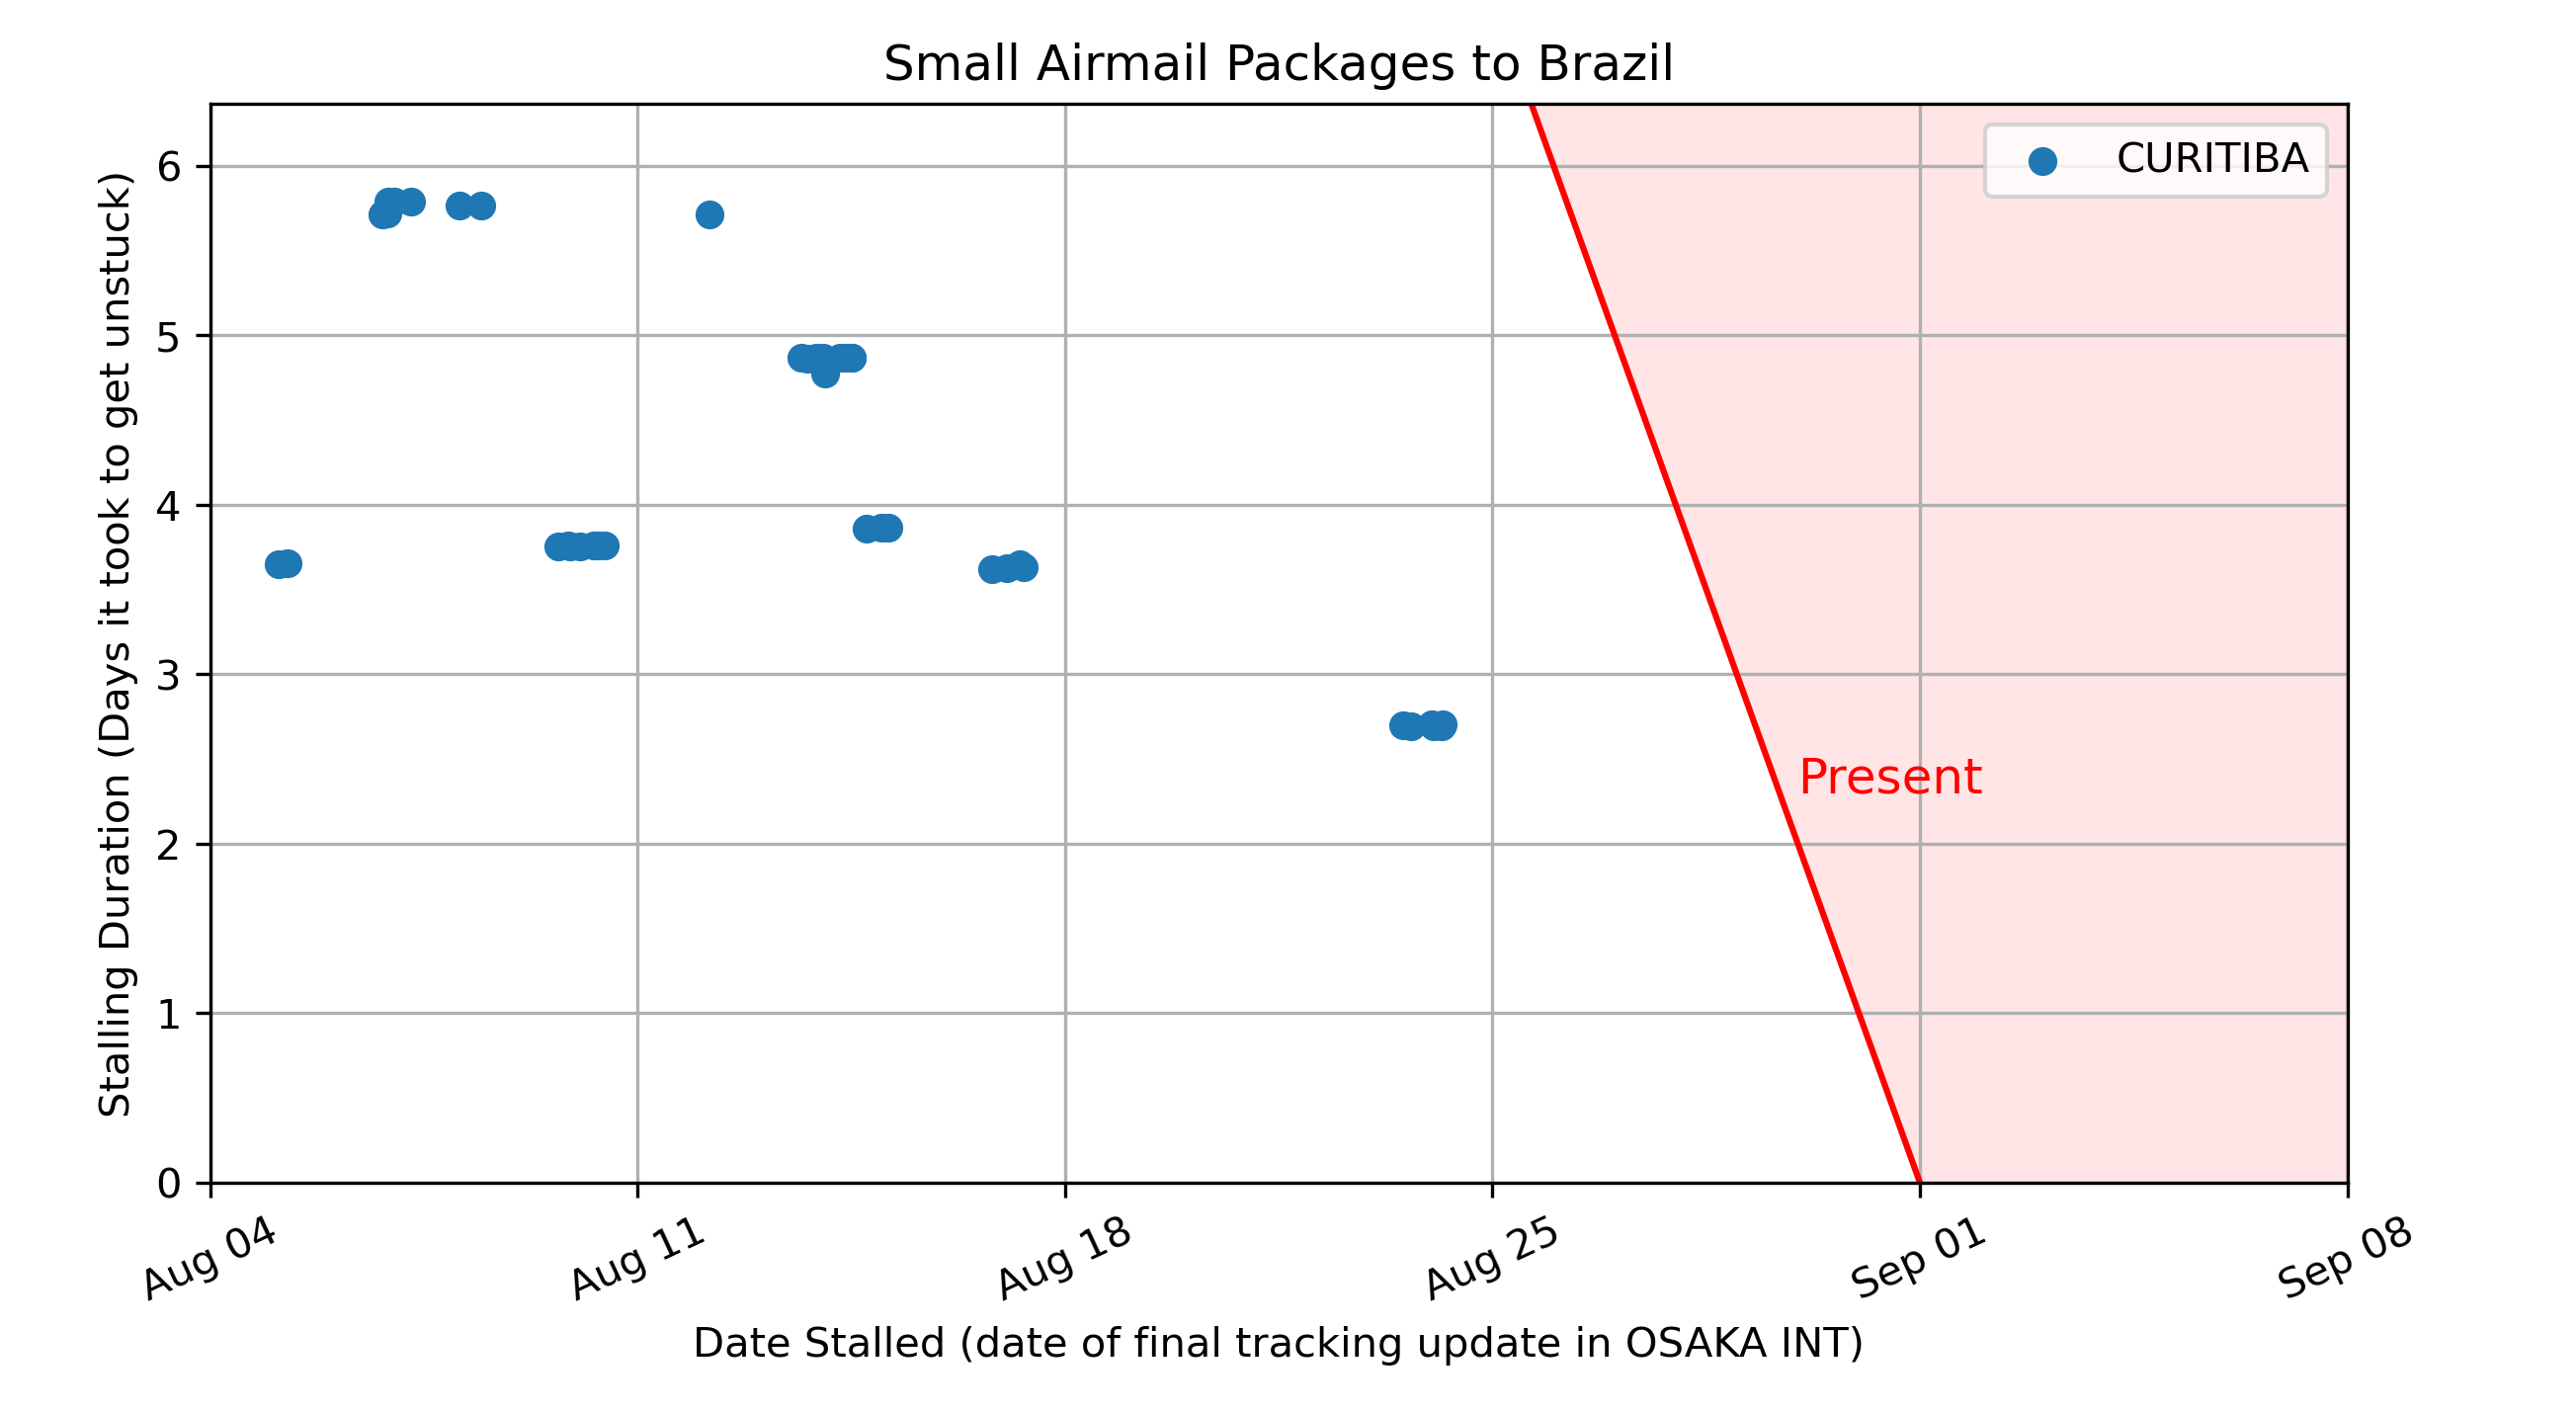 Small Airmail Packages to Brazil
CURITIBA
Stalling Duration (Days it took to get unstuck)
6
5
4
3
2
1
0
Present
Aug 04
Aug 11
Aug 18
Aug 25
Sep 01
Sep 08
Date Stalled (date of final tracking update in OSAKA INT)